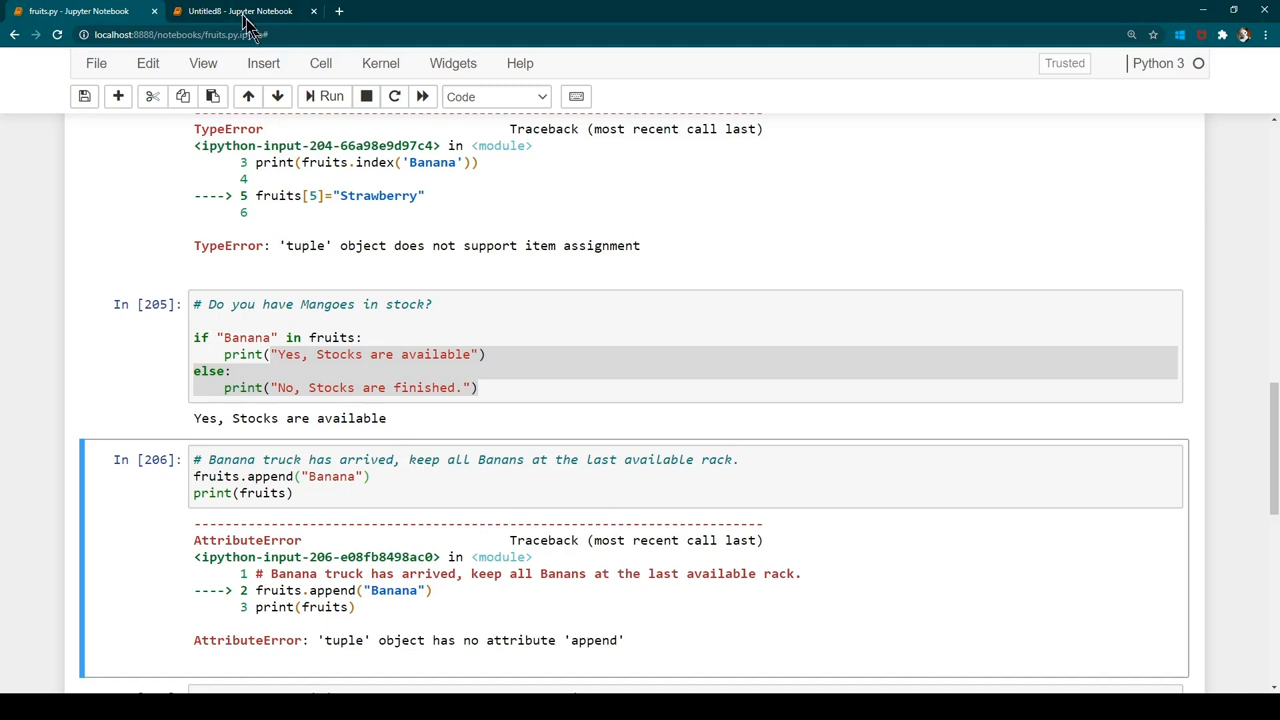 fruits.py - Jupyter Notebook
Untitled8 - Jupyter Notebook
File Edit View Insert Cell Kernel Widgets Help
Trusted
Python 3
Run
Code
TypeError Traceback (most recent call last)
<ipython-input-204-66a98e9d97c4> in <module>
3 print(fruits.index('Banana'))
4
----> 5 fruits[5]="Strawberry"
6
TypeError: 'tuple' object does not support item assignment
In [205]:
# Do you have Mangoes in stock?
if "Banana" in fruits:
print("Yes, Stocks are available")
else:
print("No, Stocks are finished.")
Yes, Stocks are available
In [206]:
# Banana truck has arrived, keep all Banans at the last available rack.
fruits.append("Banana")
print(fruits)
AttributeError Traceback (most recent call last)
<ipython-input-206-e08fb8498ac0> in <module>
1 # Banana truck has arrived, keep all Banans at the last available rack.
----> 2 fruits.append("Banana")
3 print(fruits)
AttributeError: 'tuple' object has no attribute 'append'